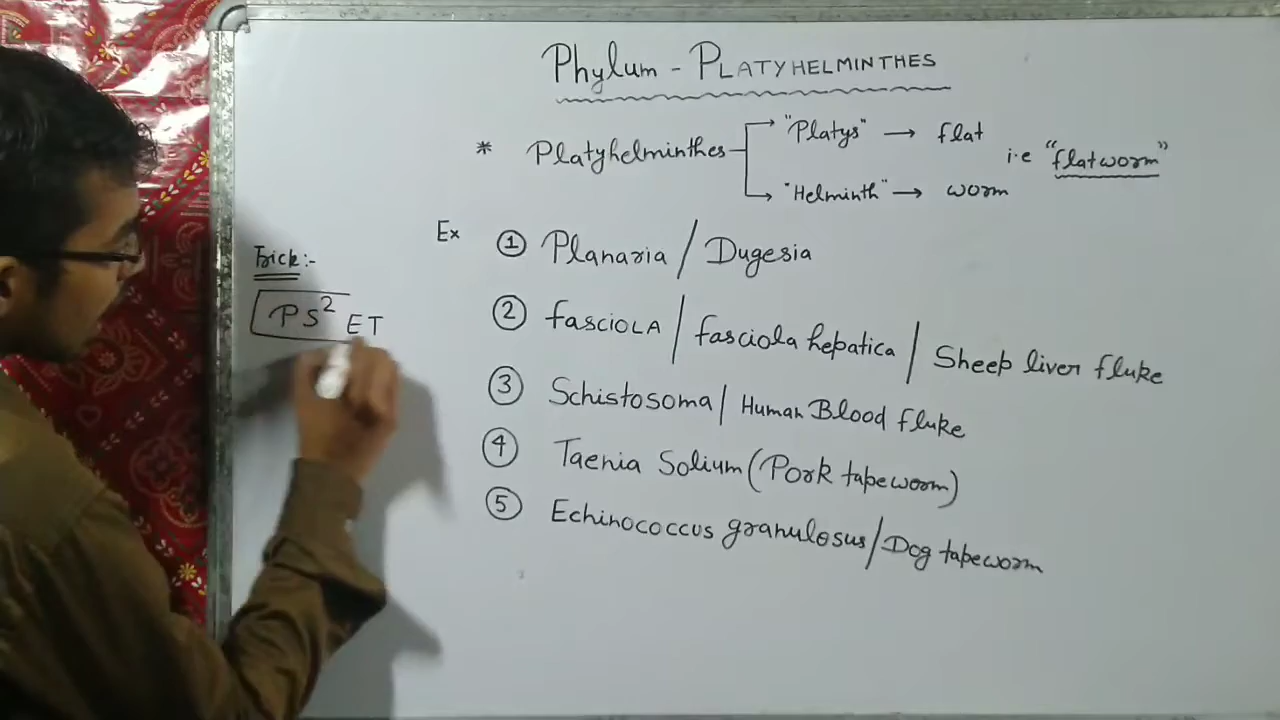 Phylum - PLATYHELMINTHES
* Platyhelminthes → "Platys" → flat
→ "Helminth" → worm
i.e "flatworm"
Ex ① Planaria / Dugesia
② fascioLA / fasciola hepatica / Sheep liver fluke
③ Schistosoma / Human Blood fluke
④ Taenia Solium (Pork tapeworm)
⑤ Echinococcus granulosus / Dog tapeworm
Trick:-
PS² ET